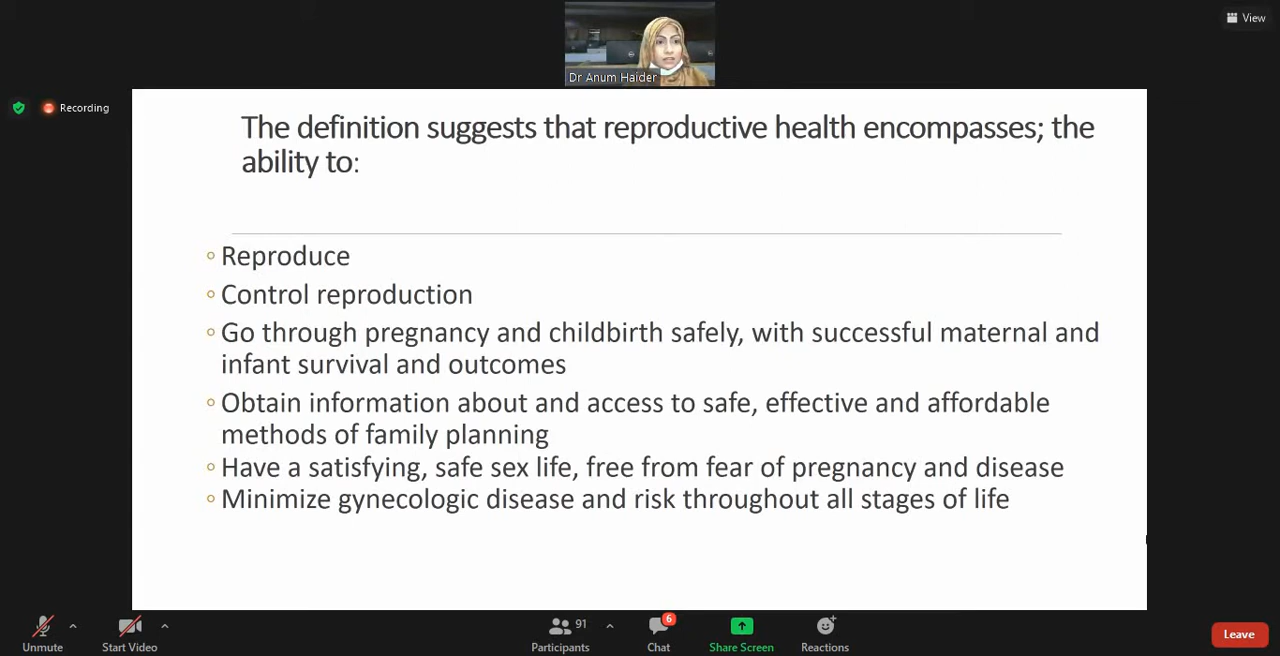 View
Dr Anum Haider
Recording
The definition suggests that reproductive health encompasses; the
ability to:
◦ Reproduce
◦ Control reproduction
◦ Go through pregnancy and childbirth safely, with successful maternal and
infant survival and outcomes
◦ Obtain information about and access to safe, effective and affordable
methods of family planning
◦ Have a satisfying, safe sex life, free from fear of pregnancy and disease
◦ Minimize gynecologic disease and risk throughout all stages of life
91
6
Unmute
Start Video
Participants
Chat
Share Screen
Reactions
Leave